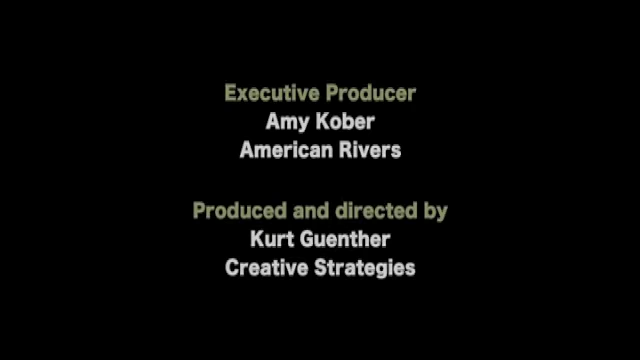 Executive Producer
Amy Kober
American Rivers
Produced and directed by
Kurt Guenther
Creative Strategies